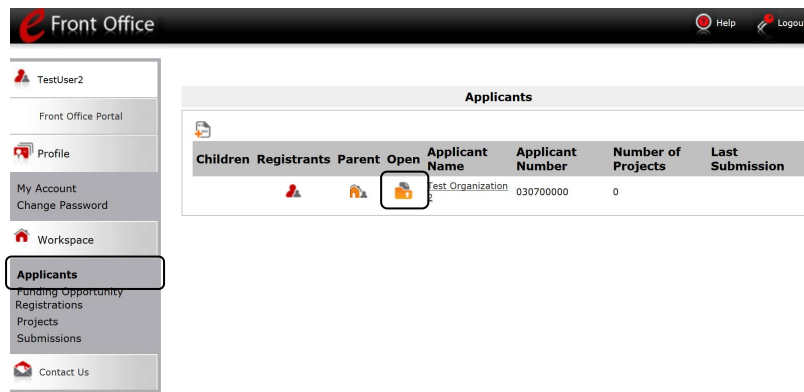 e Front Office
Help
Logou
TestUser2
Front Office Portal
Profile
My Account
Change Password
Workspace
Applicants
Funding Opportunity
Registrations
Projects
Submissions
Contact Us
Applicants
Children Registrants Parent Open Applicant Name Applicant Number Number of Projects Last Submission
Test Organization 2 030700000 0